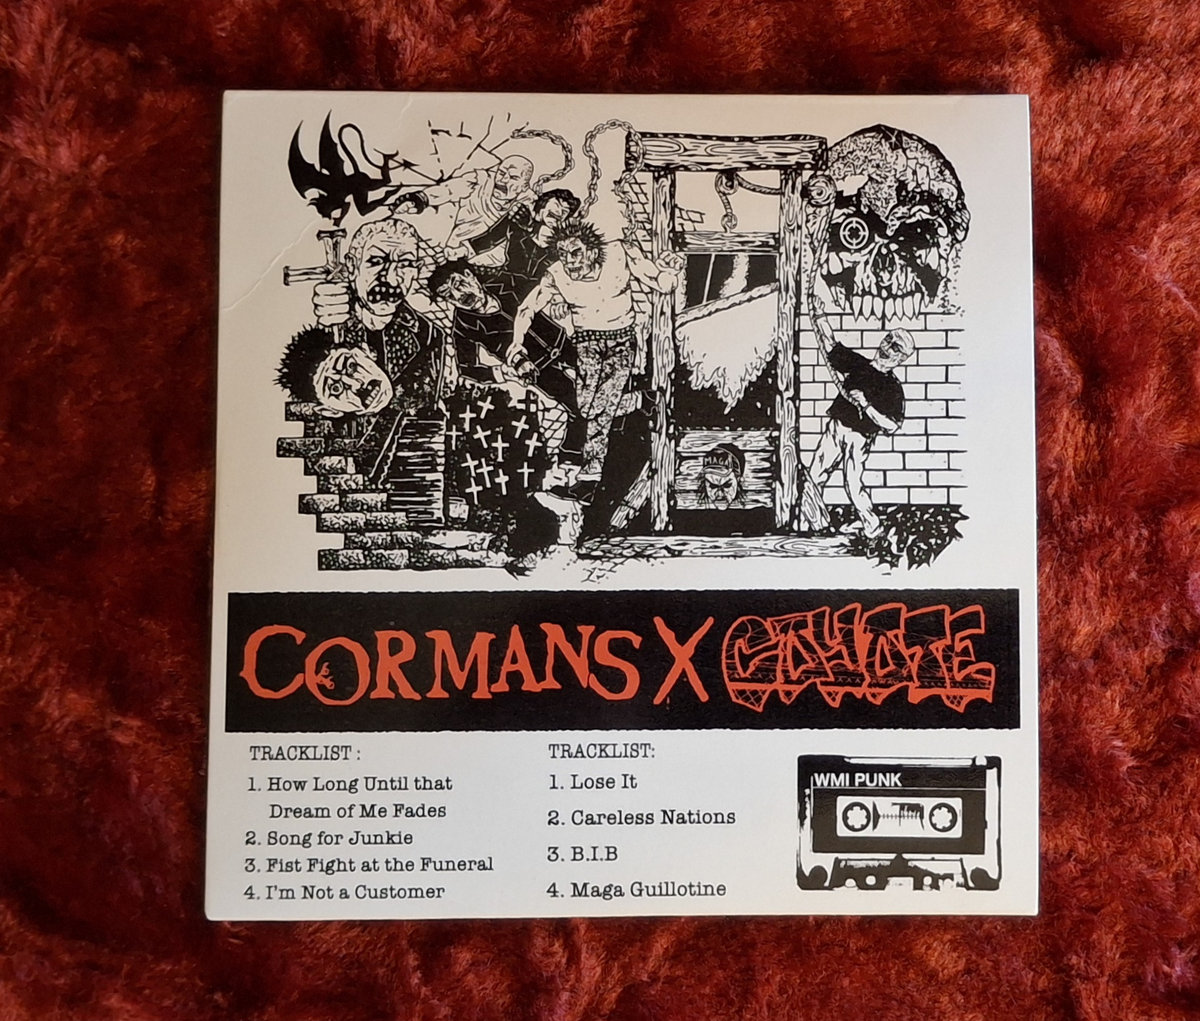 MAGA
CORMANS X COYOTE
TRACKLIST :
1. How Long Until that
Dream of Me Fades
2. Song for Junkie
3. Fist Fight at the Funeral
4. I'm Not a Customer
TRACKLIST:
1. Lose It
2. Careless Nations
3. B.I.B
4. Maga Guillotine
WMI PUNK